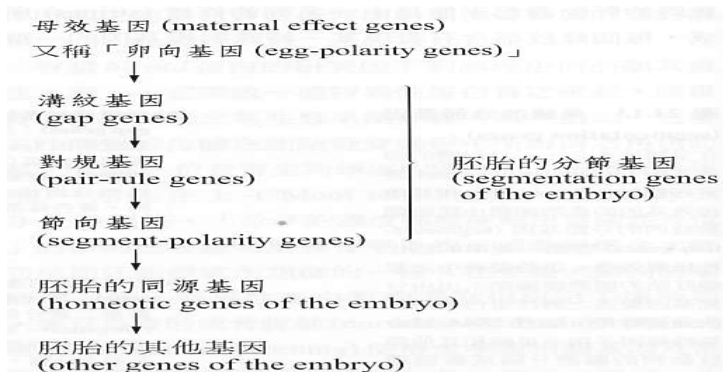 母效基因 (maternal effect genes)
又稱「卵向基因 (egg-polarity genes)」
溝紋基因
(gap genes)
對規基因
(pair-rule genes)
節向基因
(segment-polarity genes)
胚胎的分節基因
(segmentation genes
of the embryo)
胚胎的同源基因
(homeotic genes of the embryo)
胚胎的其他基因
(other genes of the embryo)